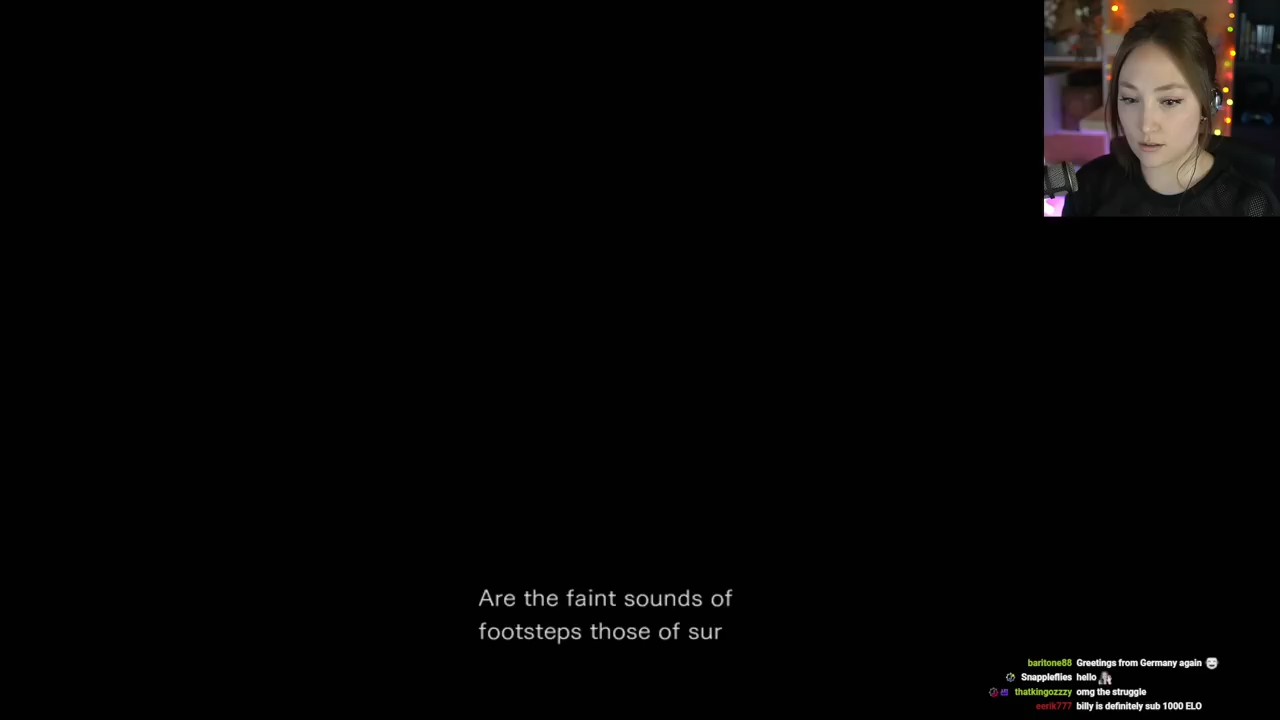 Are the faint sounds of
footsteps those of sur
baritone88 Greetings from Germany again
Snappleflies hello
thatkingozzzy omg the struggle
eerik777 billy is definitely sub 1000 ELO